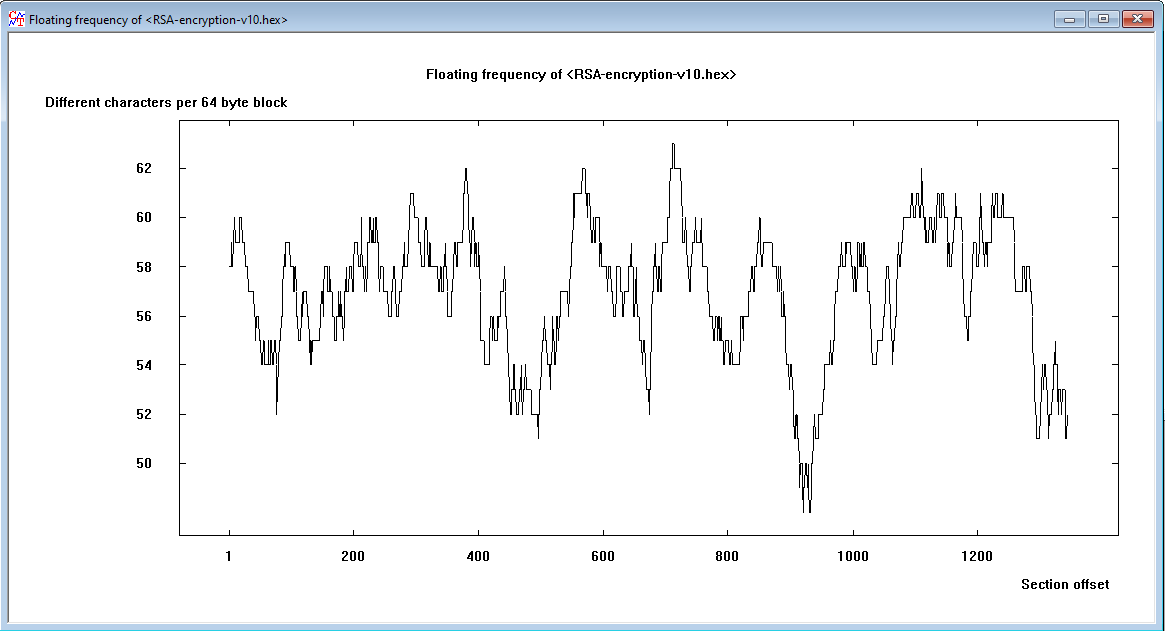 Floating frequency of <RSA-encryption-v10.hex>
Floating frequency of <RSA-encryption-v10.hex>
Different characters per 64 byte block
62
60
58
56
54
52
50
1 200 400 600 800 1000 1200
Section offset